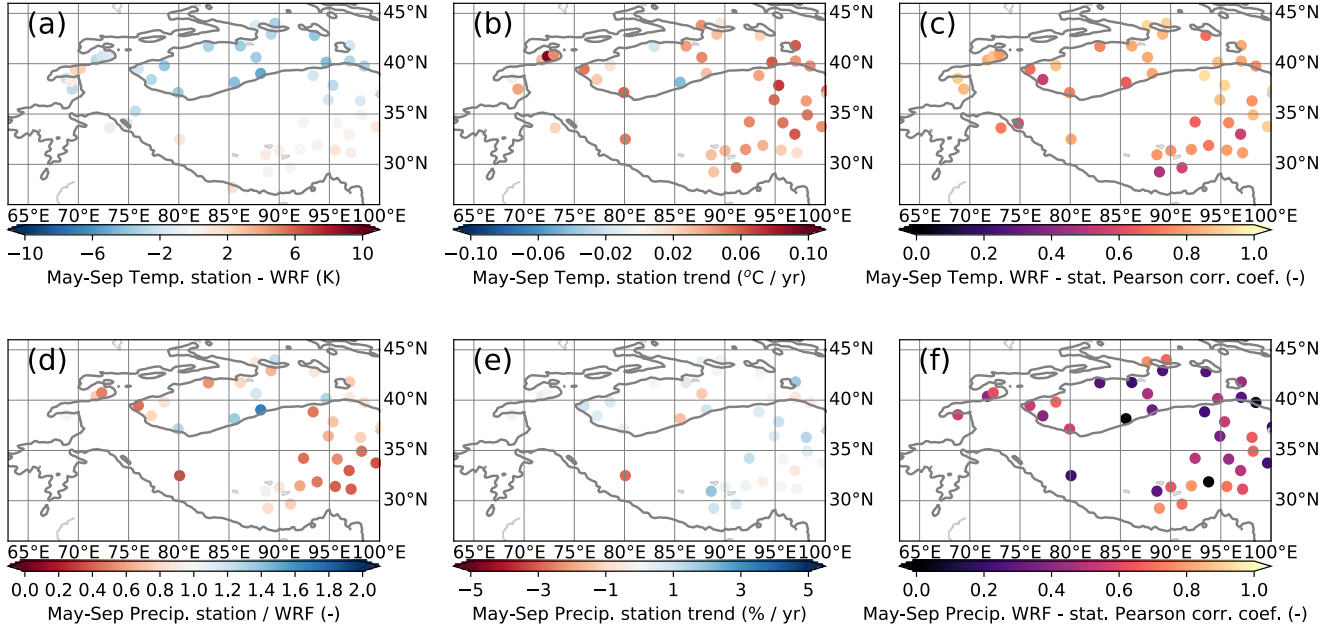 (a)
45°N
40°N
35°N
30°N
65°E 70°E 75°E 80°E 85°E 90°E 95°E 100°E
−10 −6 −2 2 6 10
May-Sep Temp. station - WRF (K)
(b)
45°N
40°N
35°N
30°N
65°E 70°E 75°E 80°E 85°E 90°E 95°E 100°E
−0.10 −0.06 −0.02 0.02 0.06 0.10
May-Sep Temp. station trend (°C / yr)
(c)
45°N
40°N
35°N
30°N
65°E 70°E 75°E 80°E 85°E 90°E 95°E 100°E
0.0 0.2 0.4 0.6 0.8 1.0
May-Sep Temp. WRF - stat. Pearson corr. coef. (-)
(d)
45°N
40°N
35°N
30°N
65°E 70°E 75°E 80°E 85°E 90°E 95°E 100°E
0.0 0.2 0.4 0.6 0.8 1.0 1.2 1.4 1.6 1.8 2.0
May-Sep Precip. station / WRF (-)
(e)
45°N
40°N
35°N
30°N
65°E 70°E 75°E 80°E 85°E 90°E 95°E 100°E
−5 −3 −1 1 3 5
May-Sep Precip. station trend (% / yr)
(f)
45°N
40°N
35°N
30°N
65°E 70°E 75°E 80°E 85°E 90°E 95°E 100°E
0.0 0.2 0.4 0.6 0.8 1.0
May-Sep Precip. WRF - stat. Pearson corr. coef. (-)